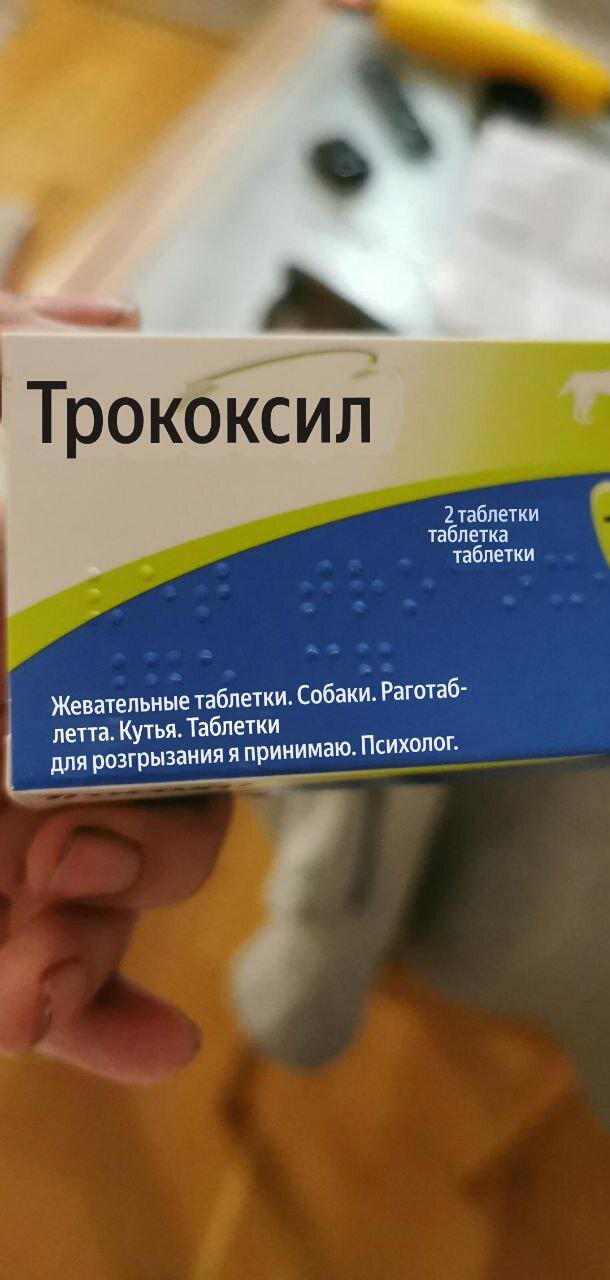 Трококсил
2 таблетки
таблетка
таблетки
Жевательные таблетки. Собаки. Раготаб-
летта. Кутья. Таблетки
для розгрызания я принимаю. Психолог.